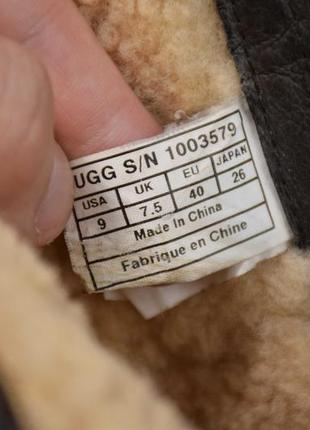 UGG S/N 1003579
USA UK EU JAPAN
9 7.5 40 26
Made In China
Fabrique en Chine